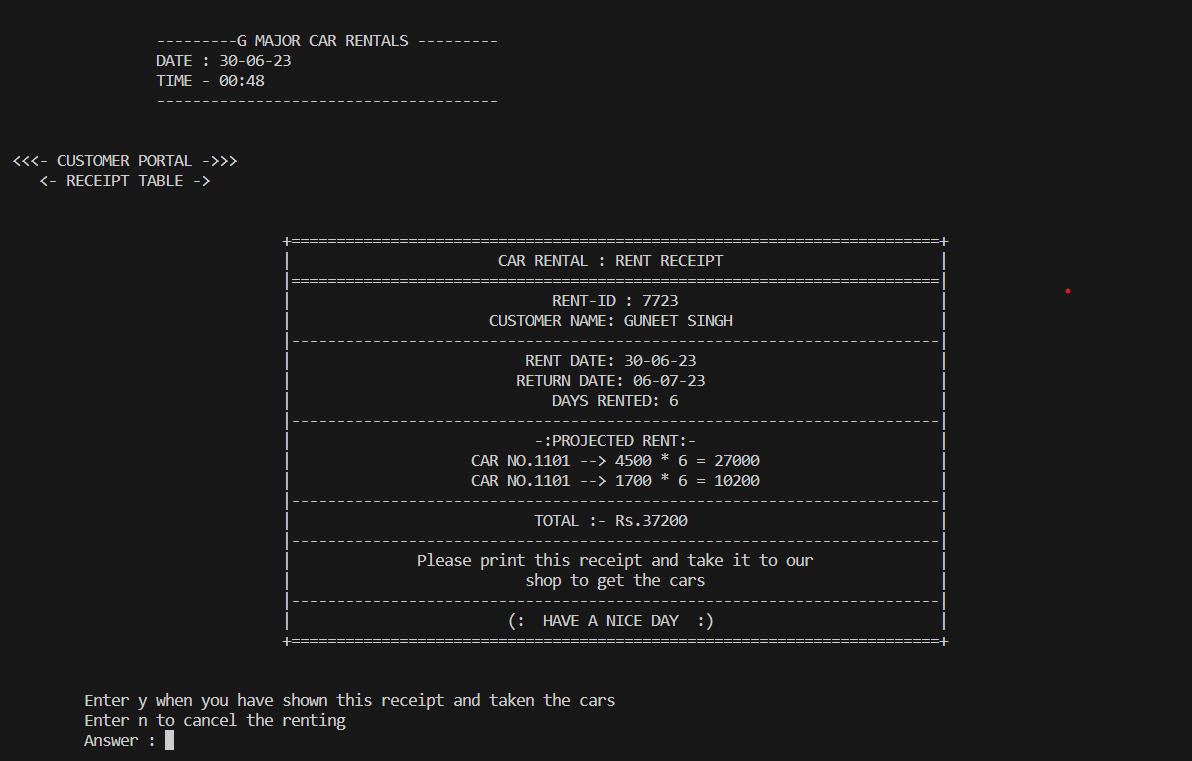 ---------G MAJOR CAR RENTALS ---------
DATE : 30-06-23
TIME - 00:48
--------------------------------------
<<<- CUSTOMER PORTAL ->>>
<- RECEIPT TABLE ->
+========================================================================+
| CAR RENTAL : RENT RECEIPT |
|========================================================================|
| RENT-ID : 7723 |
| CUSTOMER NAME: GUNEET SINGH |
|------------------------------------------------------------------------|
| RENT DATE: 30-06-23 |
| RETURN DATE: 06-07-23 |
| DAYS RENTED: 6 |
|------------------------------------------------------------------------|
| -:PROJECTED RENT:- |
| CAR NO.1101 --> 4500 * 6 = 27000 |
| CAR NO.1101 --> 1700 * 6 = 10200 |
|------------------------------------------------------------------------|
| TOTAL :- Rs.37200 |
|------------------------------------------------------------------------|
| Please print this receipt and take it to our |
| shop to get the cars |
|------------------------------------------------------------------------|
| (: HAVE A NICE DAY :) |
+========================================================================+
Enter y when you have shown this receipt and taken the cars
Enter n to cancel the renting
Answer :